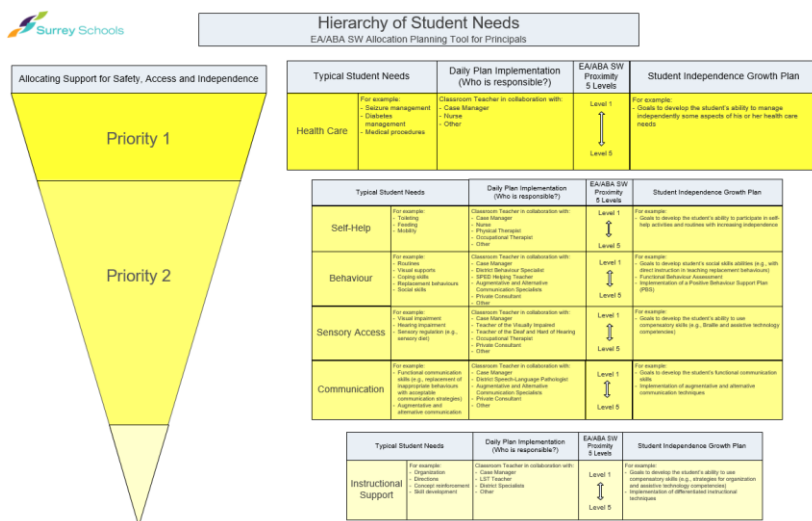 Surrey Schools
Hierarchy of Student Needs
EA/ABA SW Allocation Planning Tool for Principals
Allocating Support for Safety, Access and Independence
Priority 1
Priority 2
Typical Student Needs
Daily Plan Implementation
(Who is responsible?)
EA/ABA SW
Proximity
5 Levels
Student Independence Growth Plan
Health Care
For example:
- Seizure management
- Diabetes
management
- Medical procedures
Classroom Teacher in collaboration with:
- Case Manager
- Nurse
- Other
Level 1
Level 5
For example:
- Goals to develop the student's ability to manage
independently some aspects of his or her health care
needs
Typical Student Needs
Daily Plan Implementation
(Who is responsible?)
EA/ABA SW
Proximity
5 Levels
Student Independence Growth Plan
Self-Help
For example:
- Toileting
- Feeding
- Mobility
Classroom Teacher in collaboration with:
- Case Manager
- Nurse
- Physical Therapist
- Occupational Therapist
- Other
Level 1
Level 5
For example:
- Goals to develop the student's ability to participate in self-
help activities and routines with increasing independence
Behaviour
For example:
- Routines
- Visual supports
- Coping skills
- Replacement behaviours
- Social skills
Classroom Teacher in collaboration with:
- Case Manager
- District Behaviour Specialist
- SPED Helping Teacher
- Augmentative and Alternative
Communication Specialists
- Private Consultant
- Other
Level 1
Level 5
For example:
- Goals to develop student's social skills abilities (e.g., with
direct instruction in teaching replacement behaviours)
- Functional Behaviour Assessment
- Implementation of a Positive Behaviour Support Plan
(PBS)
Sensory Access
For example:
- Visual impairment
- Hearing impairment
- Sensory regulation (e.g.,
sensory diet)
Classroom Teacher in collaboration with:
- Case Manager
- Teacher of the Visually Impaired
- Teacher of the Deaf and Hard of Hearing
- Occupational Therapist
- Private Consultant
- Other
Level 1
Level 5
For example:
- Goals to develop the student's ability to use
compensatory skills (e.g., Braille and assistive technology
competencies)
Communication
For example:
- Functional communication
skills (e.g., replacement of
inappropriate behaviours
with acceptable
communication strategies)
- Augmentative and
alternative communication
Classroom Teacher in collaboration with:
- Case Manager
- District Speech-Language Pathologist
- Augmentative and Alternative
Communication Specialists
- Private Consultant
- Other
Level 1
Level 5
For example:
- Goals to develop the student's functional communication
skills
- Implementation of augmentative and alternative
communication techniques
Typical Student Needs
Daily Plan Implementation
(Who is responsible?)
EA/ABA SW
Proximity
5 Levels
Student Independence Growth Plan
Instructional
Support
For example:
- Organization
- Directions
- Concept reinforcement
- Skill development
Classroom Teacher in collaboration with:
- Case Manager
- LST Teacher
- District Specialists
- Other
Level 1
Level 5
For example:
- Goals to develop the student's ability to use
compensatory skills (e.g., strategies for organization
and assistive technology competencies)
- Implementation of differentiated instructional
techniques